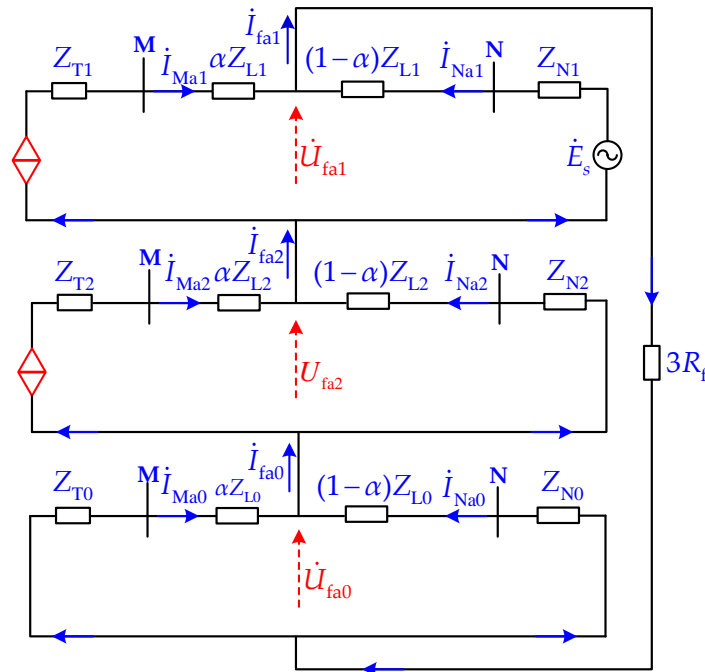 İ_fa1
Z_T1 M İ_Ma1 αZ_L1 (1−α)Z_L1 İ_Na1 N Z_N1
U̇_fa1 Ė_s
İ_fa2
Z_T2 M İ_Ma2 αZ_L2 (1−α)Z_L2 İ_Na2 N Z_N2
3R_f
U_fa2
İ_fa0
Z_T0 M İ_Ma0 αZ_L0 (1−α)Z_L0 İ_Na0 N Z_N0
U̇_fa0